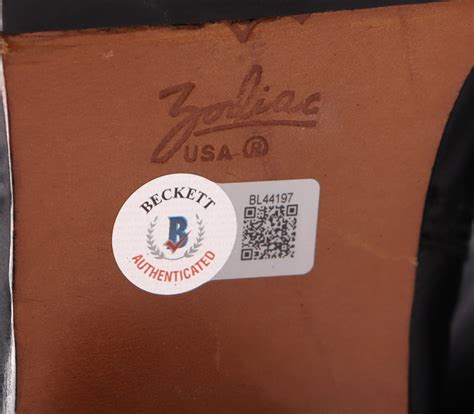 Zodiac
USA ®
BECKETT
B
AUTHENTICATED
BL44197